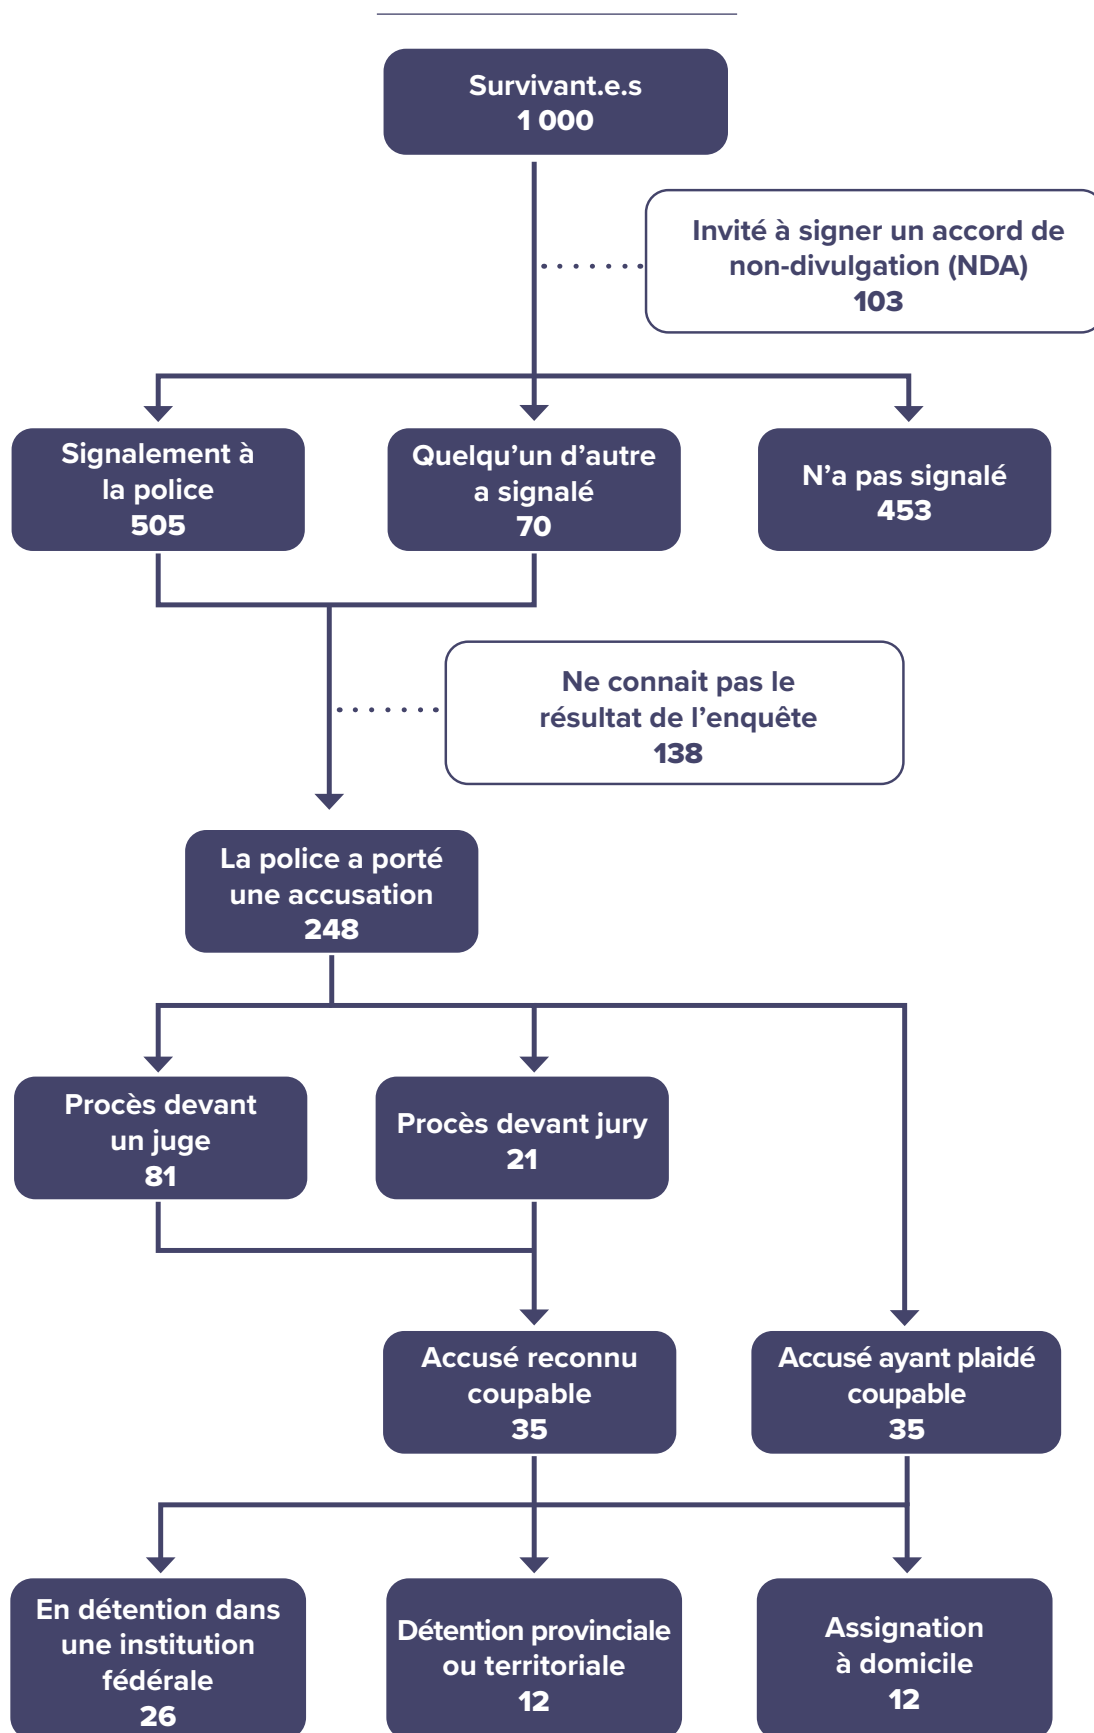 Survivant.e.s
1 000
Invité à signer un accord de
non-divulgation (NDA)
103
Signalement à
la police
505
Quelqu’un d’autre
a signalé
70
N’a pas signalé
453
Ne connait pas le
résultat de l’enquête
138
La police a porté
une accusation
248
Procès devant
un juge
81
Procès devant jury
21
Accusé reconnu
coupable
35
Accusé ayant plaidé
coupable
35
En détention dans
une institution
fédérale
26
Détention provinciale
ou territoriale
12
Assignation
à domicile
12